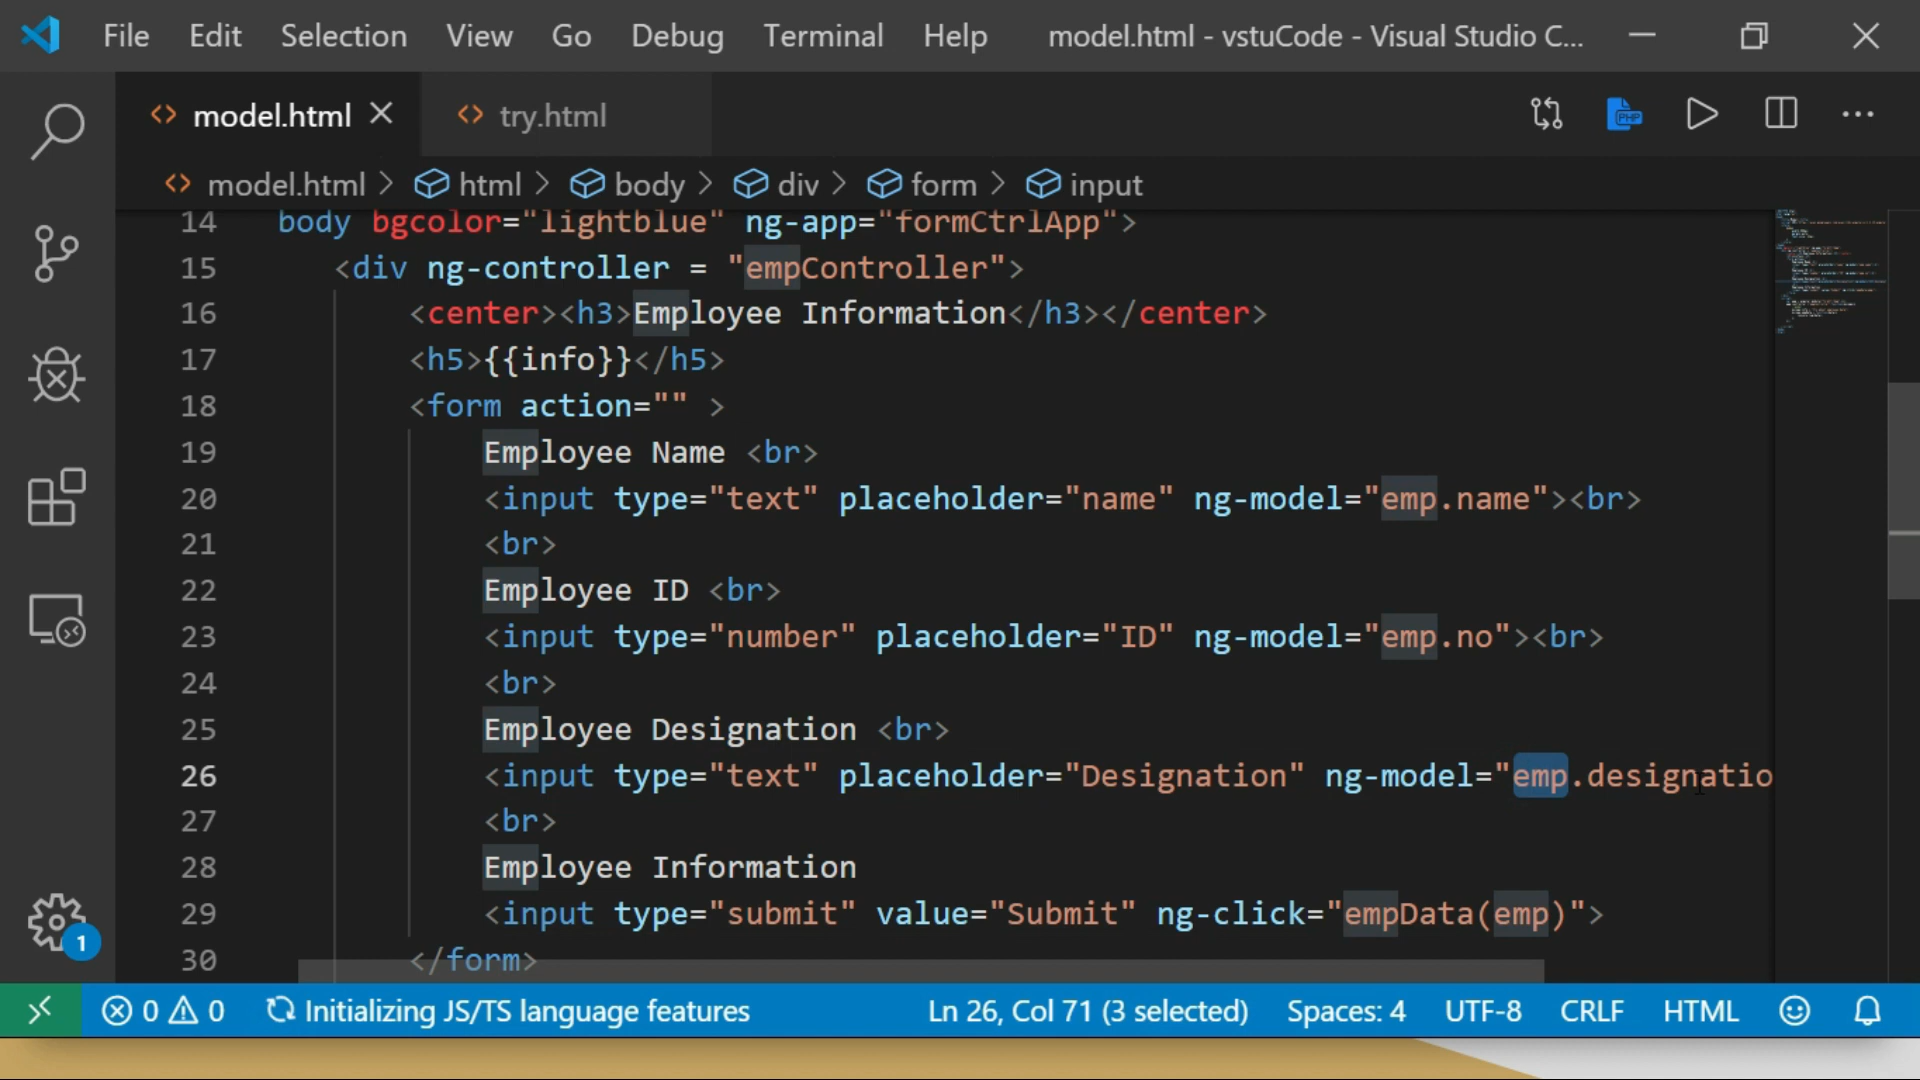 File Edit Selection View Go Debug Terminal Help model.html - vstuCode - Visual Studio C...
model.html try.html
PHP
model.html > html > body > div > form > input
14 body bgcolor="lightblue" ng-app="formCtrlApp">
15 <div ng-controller = "empController">
16 <center><h3>Employee Information</h3></center>
17 <h5>{{info}}</h5>
18 <form action="" >
19 Employee Name <br>
20 <input type="text" placeholder="name" ng-model="emp.name"><br>
21 <br>
22 Employee ID <br>
23 <input type="number" placeholder="ID" ng-model="emp.no"><br>
24 <br>
25 Employee Designation <br>
26 <input type="text" placeholder="Designation" ng-model="emp.designatio
27 <br>
28 Employee Information
29 <input type="submit" value="Submit" ng-click="empData(emp)">
30 </form>
1
0 0 Initializing JS/TS language features Ln 26, Col 71 (3 selected) Spaces: 4 UTF-8 CRLF HTML